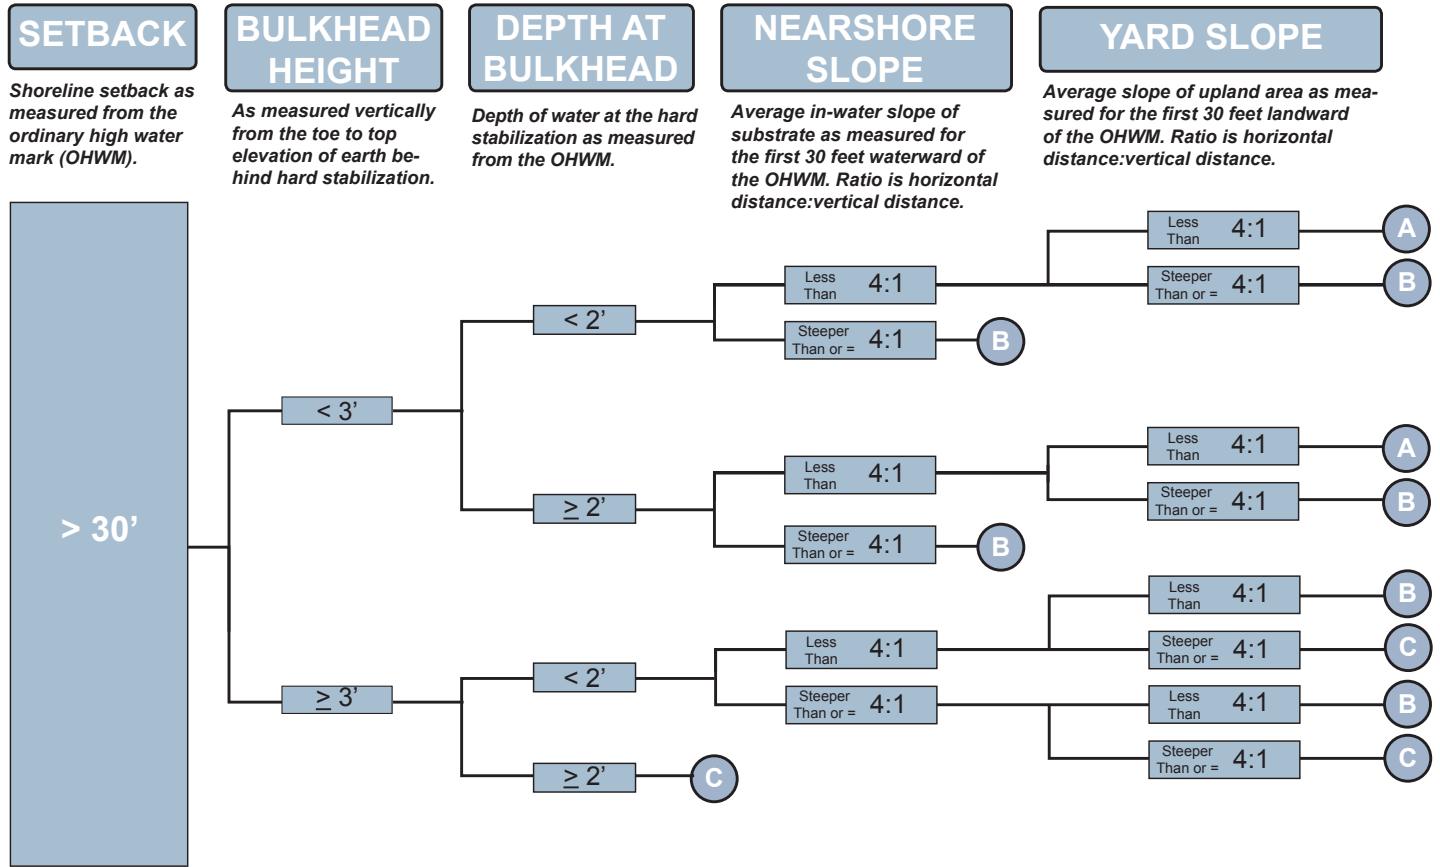 SETBACK
Shoreline setback as
measured from the
ordinary high water
mark (OHWM).
BULKHEAD
HEIGHT
As measured vertically
from the toe to top
elevation of earth be-
hind hard stabilization.
DEPTH AT
BULKHEAD
Depth of water at the hard
stabilization as measured
from the OHWM.
NEARSHORE
SLOPE
Average in-water slope of
substrate as measured for
the first 30 feet waterward of
the OHWM. Ratio is horizontal
distance:vertical distance.
YARD SLOPE
Average slope of upland area as mea-
sured for the first 30 feet landward
of the OHWM. Ratio is horizontal
distance:vertical distance.
> 30’
< 3’
≥ 3’
< 2’
≥ 2’
< 2’
≥ 2’
C
Less
Than 4:1
Steeper
Than or = 4:1
B
Less
Than 4:1
Steeper
Than or = 4:1
B
Less
Than 4:1
Steeper
Than or = 4:1
Less
Than 4:1
A
Steeper
Than or = 4:1
B
Less
Than 4:1
A
Steeper
Than or = 4:1
B
Less
Than 4:1
B
Steeper
Than or = 4:1
C
Less
Than 4:1
B
Steeper
Than or = 4:1
C